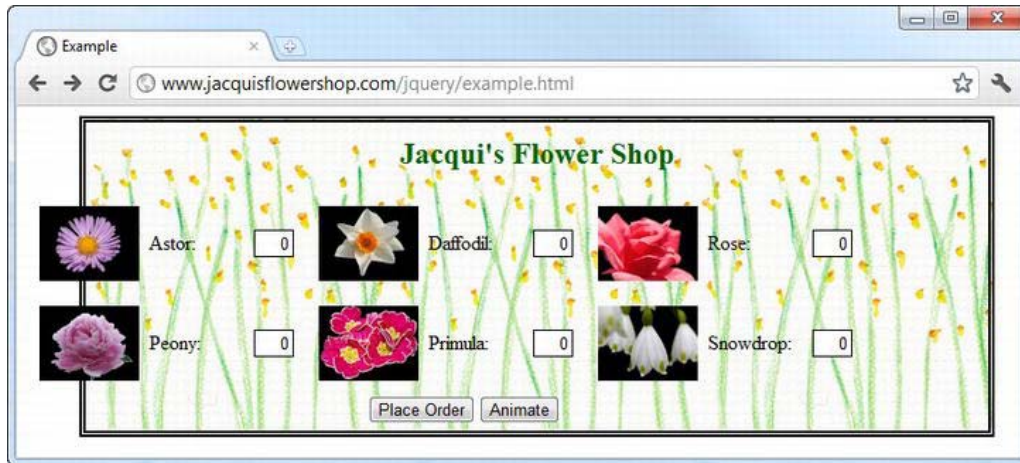 Example
www.jacquisflowershop.com/jquery/example.html
Jacqui's Flower Shop
Astor: 0 Daffodil: 0 Rose: 0
Peony: 0 Primula: 0 Snowdrop: 0
Place Order Animate